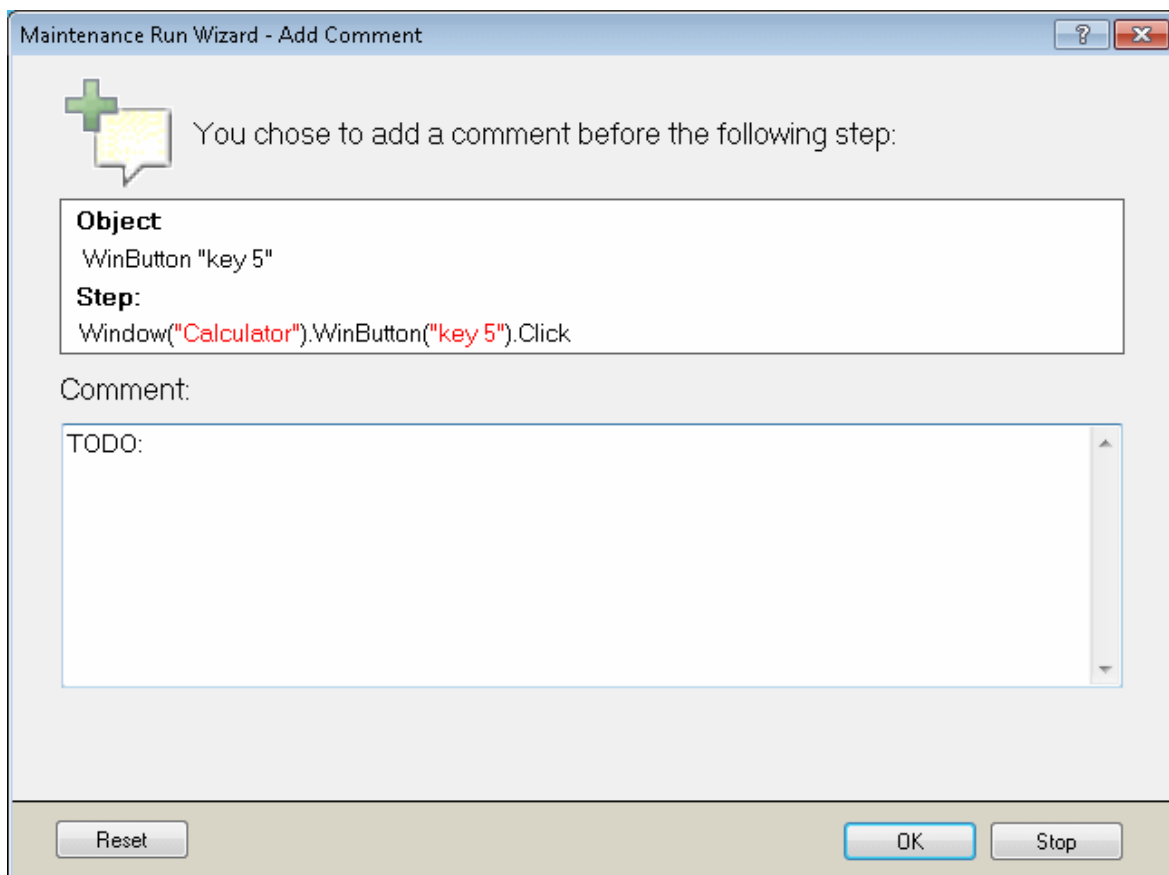 Maintenance Run Wizard - Add Comment
You chose to add a comment before the following step:
Object
WinButton "key 5"
Step:
Window("Calculator").WinButton("key 5").Click
Comment:
TODO:
Reset
OK
Stop